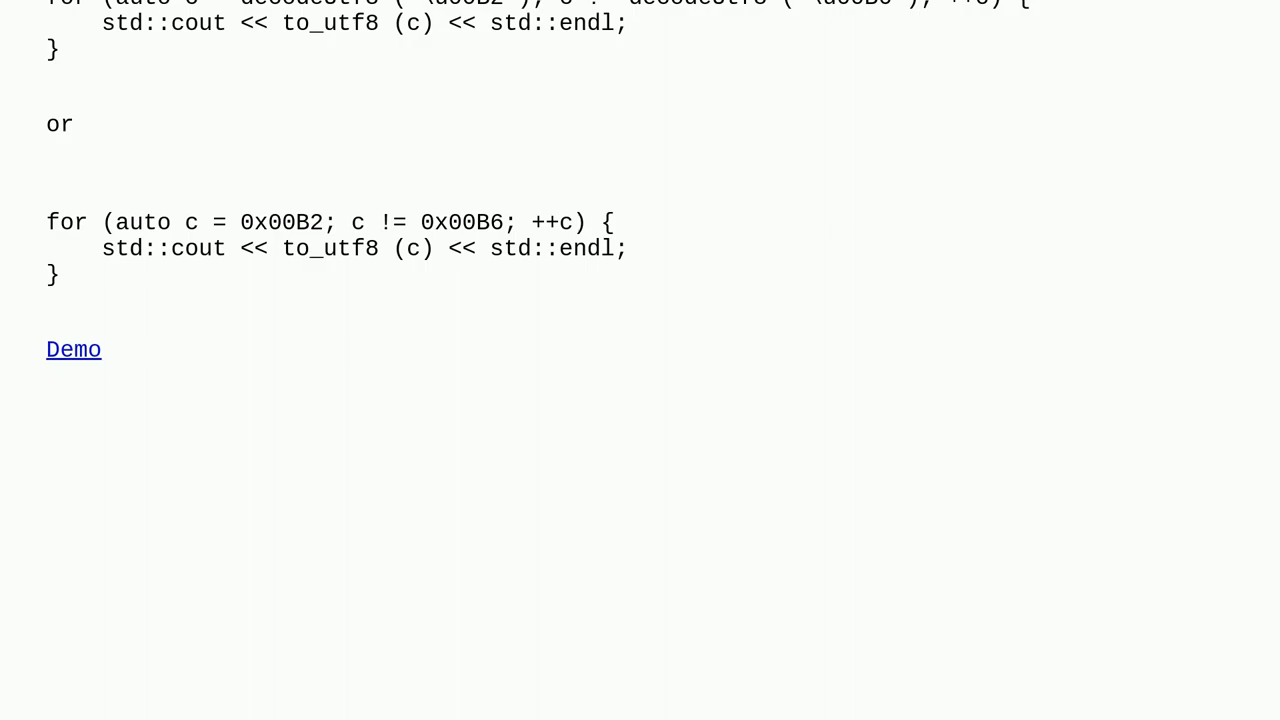 std::cout << to_utf8 (c) << std::endl;
}
or
for (auto c = 0x00B2; c != 0x00B6; ++c) {
std::cout << to_utf8 (c) << std::endl;
}
Demo